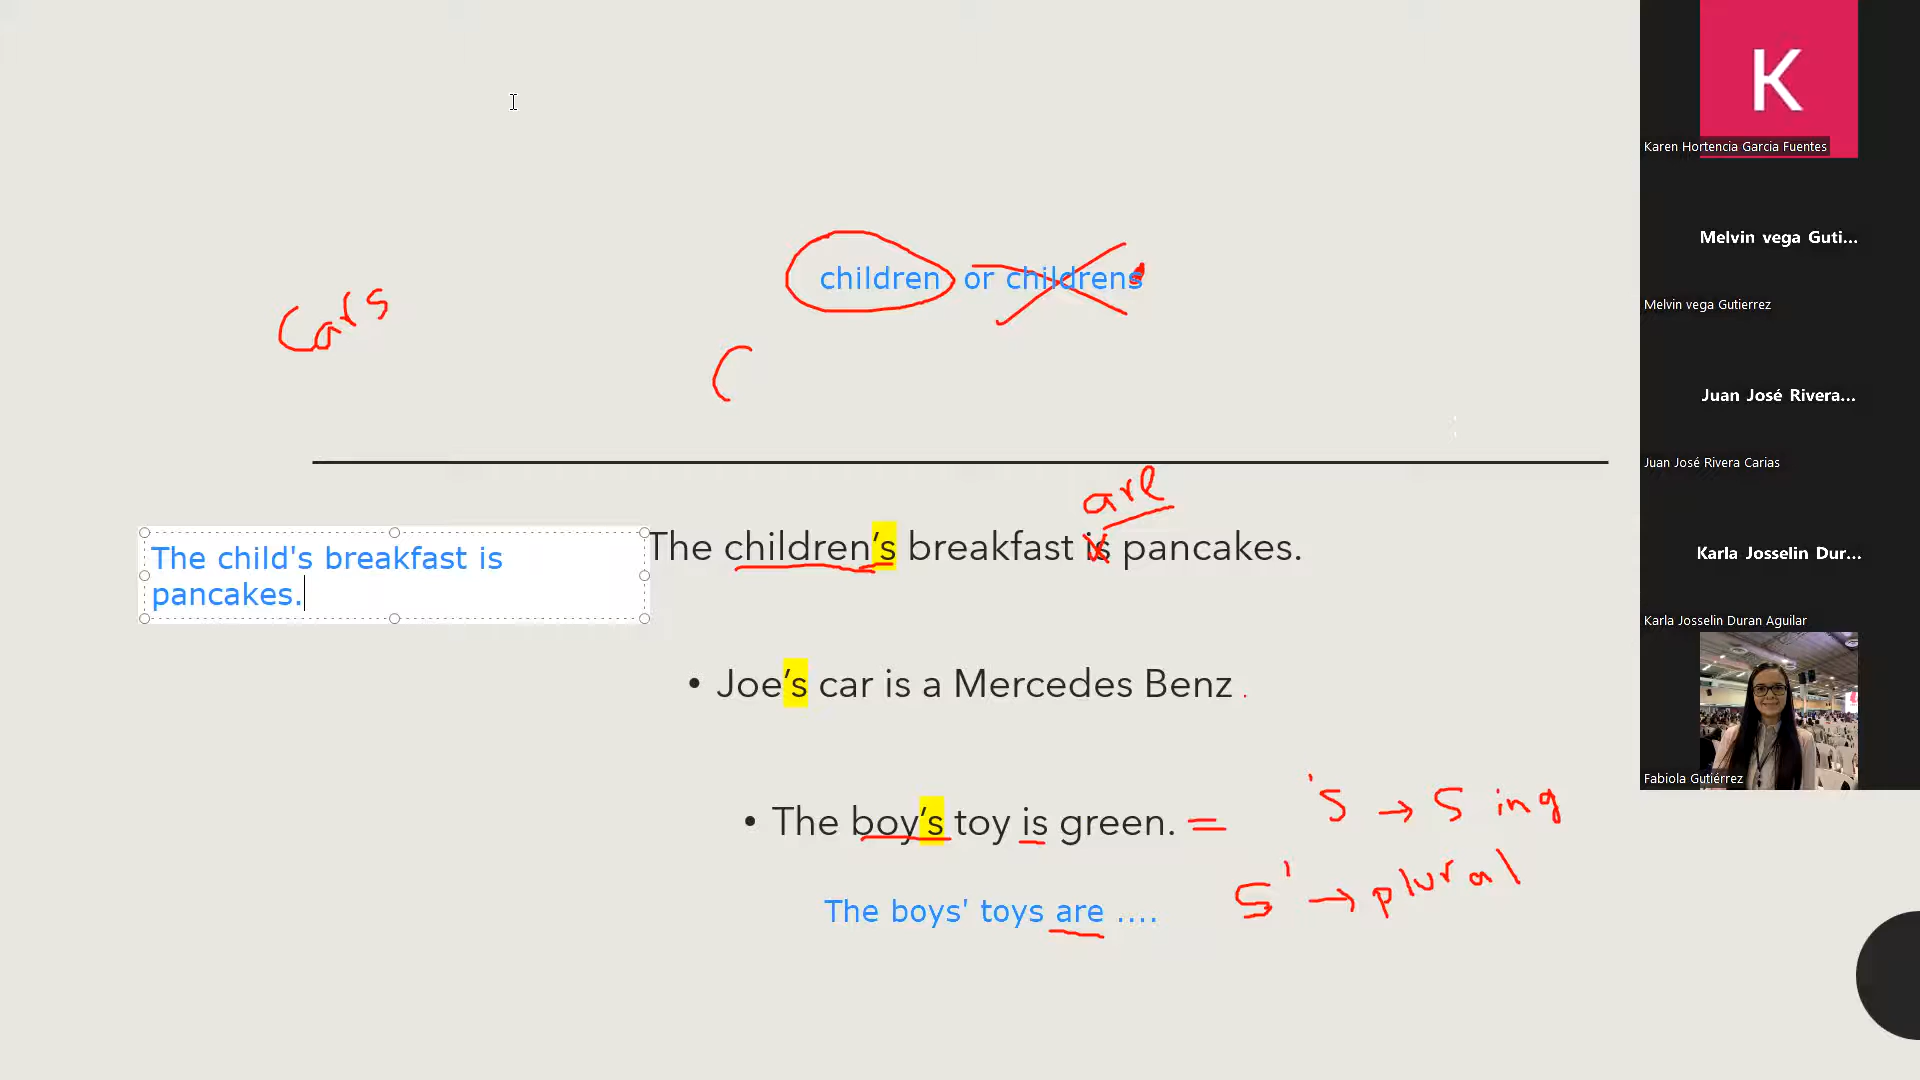 children or childrens
Cars
(
are
The child's breakfast is
pancakes.
The children's breakfast is pancakes.
• Joe's car is a Mercedes Benz .
• The boy's toy is green. =
's → Sing
The boys' toys are ....
s' → plural
K
Karen Hortencia Garcia Fuentes
Melvin vega Guti...
Melvin vega Gutierrez
Juan José Rivera...
Juan José Rivera Carias
Karla Josselin Dur...
Karla Josselin Duran Aguilar
Fabiola Gutiérrez